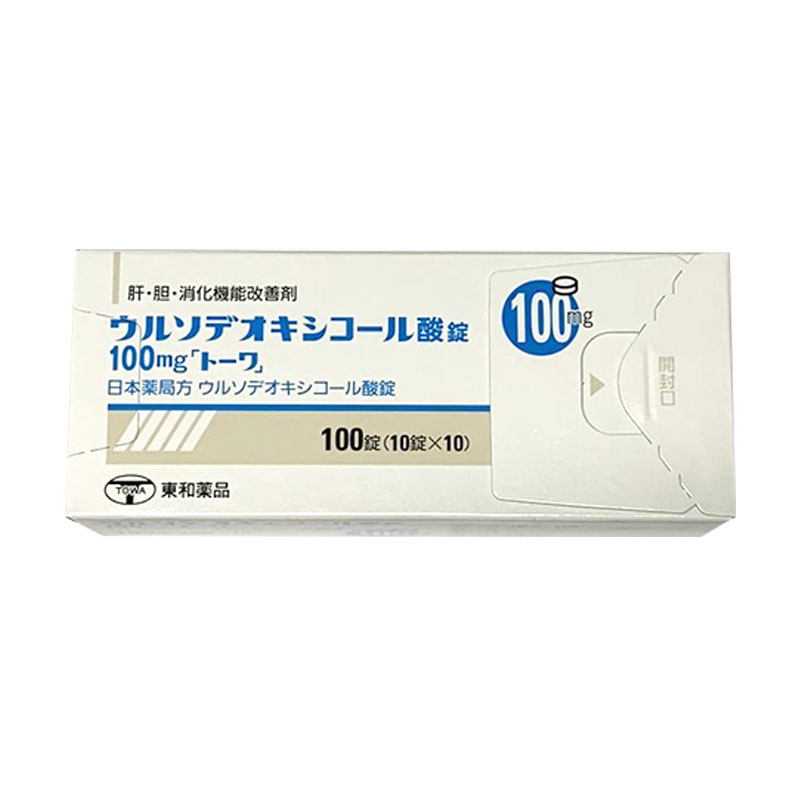 肝・胆・消化機能改善剤
ウルソデオキシコール酸錠
100mg「トーワ」
日本薬局方 ウルソデオキシコール酸錠
100錠(10錠×10)
TOWA 東和薬品
100mg
開封口